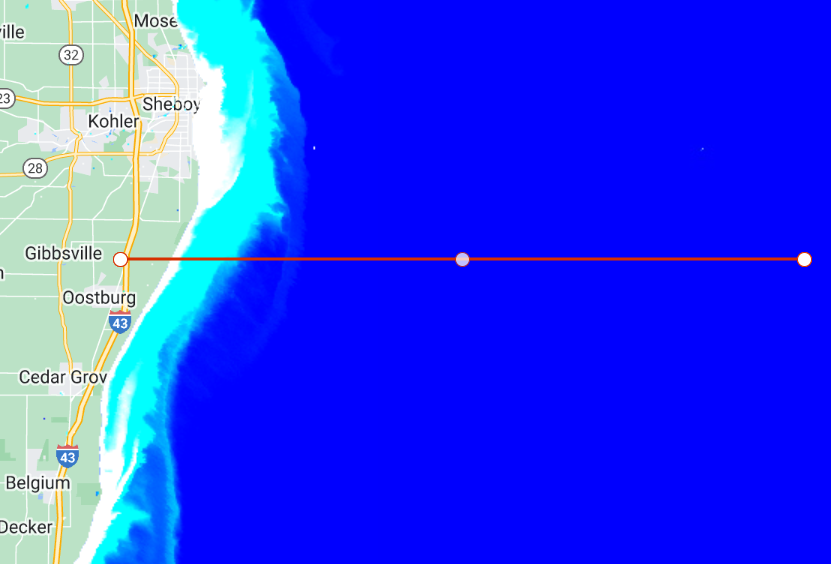 Mose
ville
32
23
Sheboy
Kohler
28
Gibbsville
n
Oostburg
43
Cedar Grov
43
Belgium
Decker